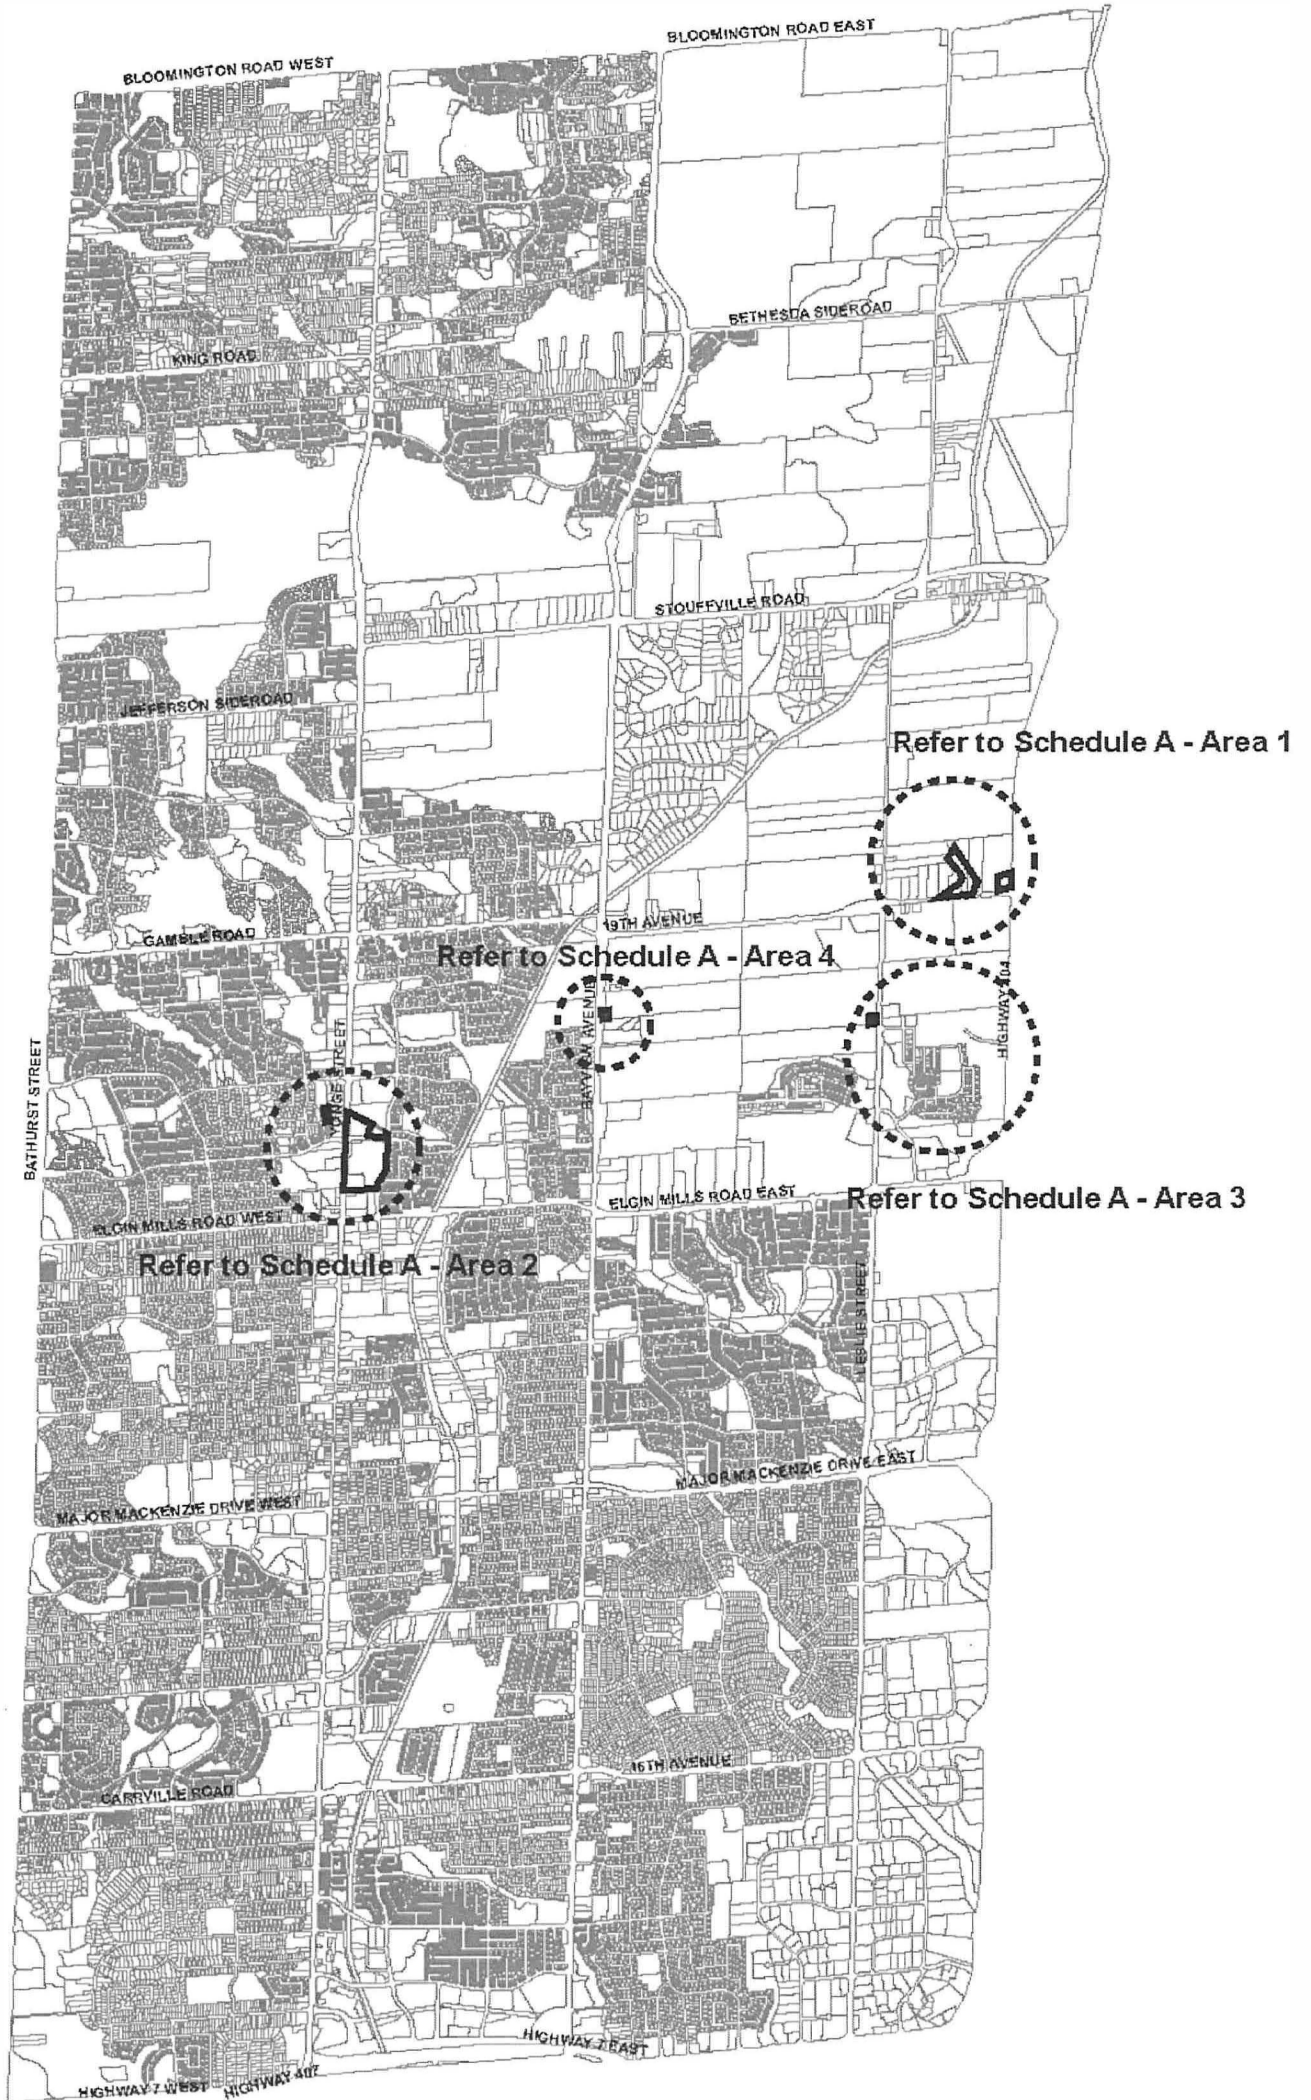 BLOOMINGTON ROAD EAST
BLOOMINGTON ROAD WEST
BETHESDA SIDEROAD
KING ROAD
STOUFFVILLE ROAD
JEFFERSON SIDEROAD
Refer to Schedule A - Area 1
19TH AVENUE
GAMBLE ROAD
Refer to Schedule A - Area 4
HIGHWAY 404
BAYVIEW AVENUE
YONGE STREET
BATHURST STREET
ELGIN MILLS ROAD EAST
Refer to Schedule A - Area 3
ELGIN MILLS ROAD WEST
Refer to Schedule A - Area 2
LESLIE STREET
MAJOR MACKENZIE DRIVE EAST
MAJOR MACKENZIE DRIVE WEST
16TH AVENUE
CARRVILLE ROAD
HIGHWAY 7 EAST
HIGHWAY 7 WEST
HIGHWAY 407